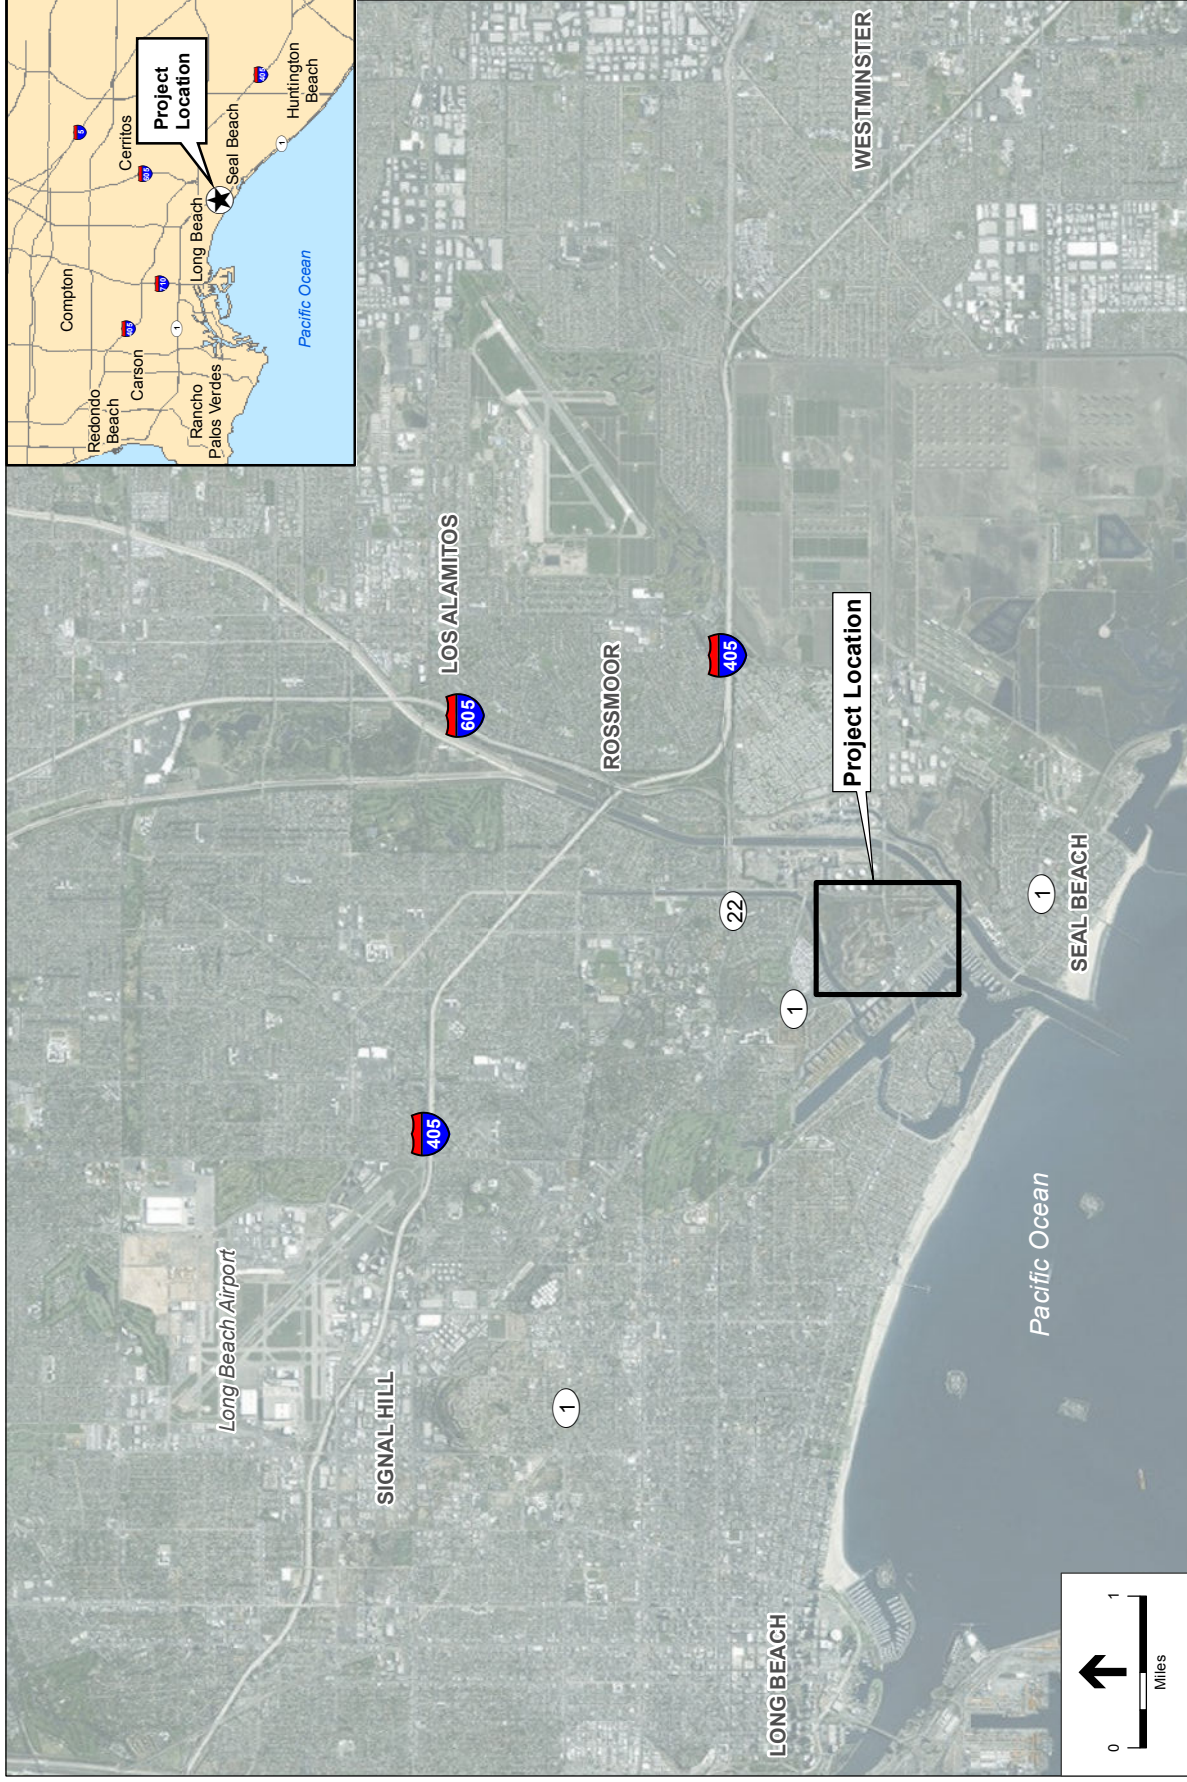 Redondo
Beach
Compton
Carson
Rancho
Palos Verdes
Cerritos
Long Beach
Seal Beach
Huntington
Beach
Pacific Ocean
Project
Location
5
605
405
710
405
1
1
Long Beach Airport
SIGNAL HILL
LOS ALAMITOS
ROSSMOOR
WESTMINSTER
LONG BEACH
SEAL BEACH
Pacific Ocean
Project Location
405
605
405
22
1
1
1
0
1
Miles